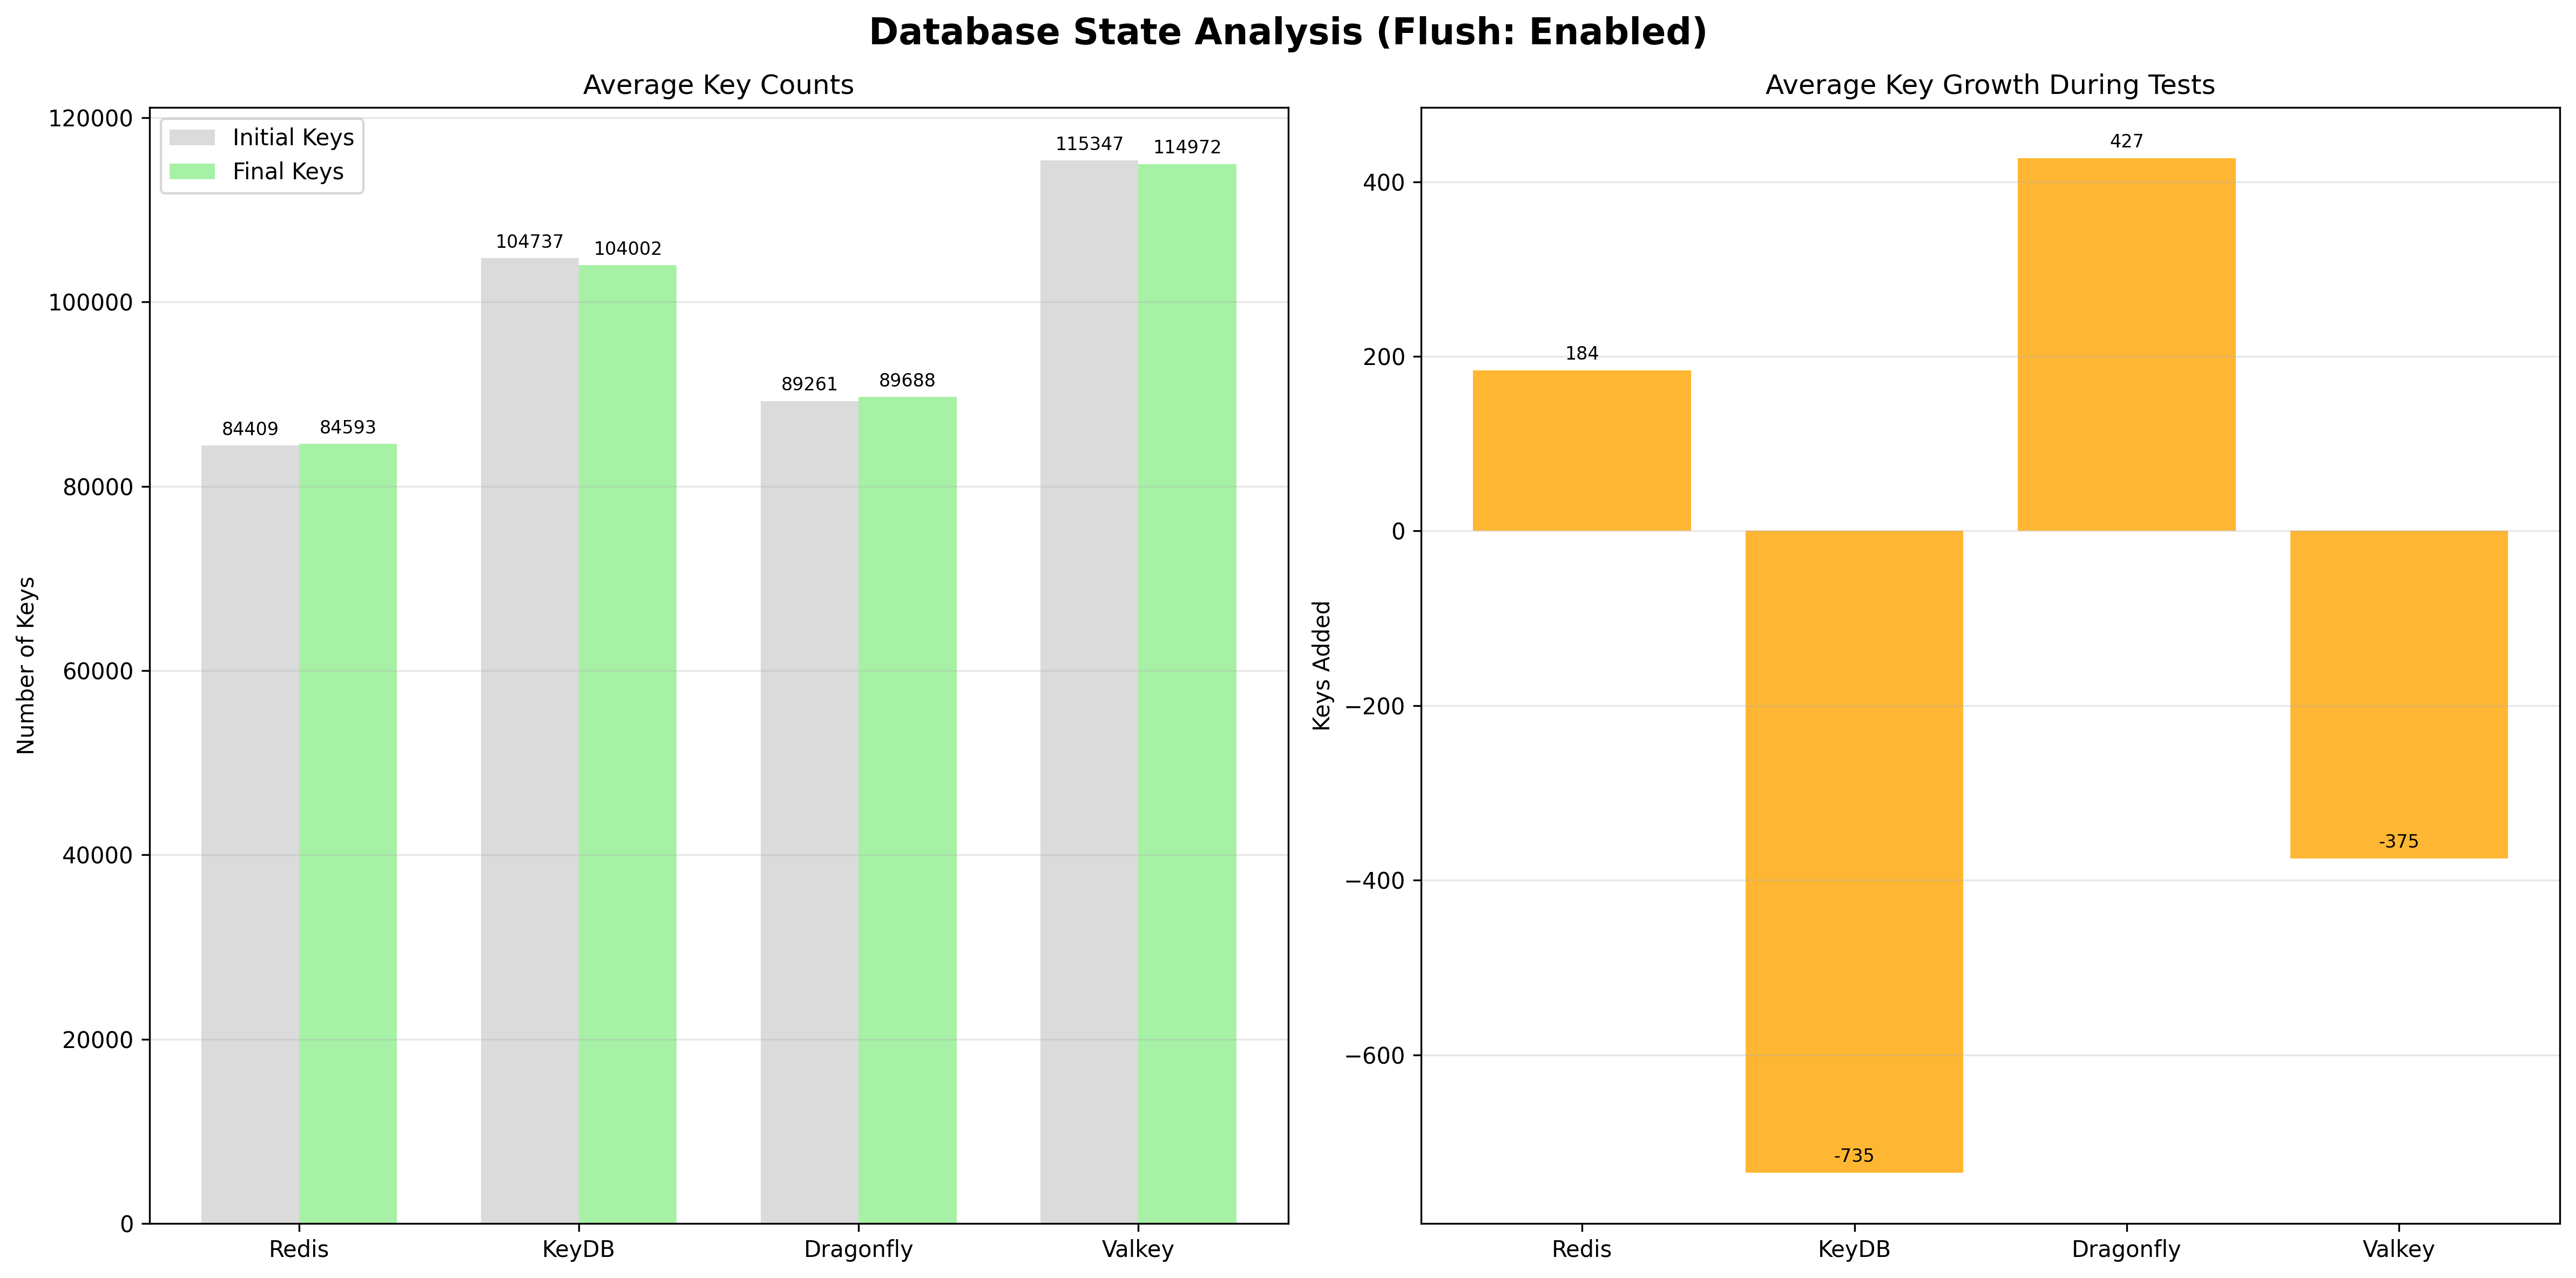 Database State Analysis (Flush: Enabled)
Average Key Counts
Number of Keys
120000
100000
80000
60000
40000
20000
0
Initial Keys
Final Keys
84409
84593
104737
104002
89261
89688
115347
114972
Redis
KeyDB
Dragonfly
Valkey
Average Key Growth During Tests
Keys Added
400
200
0
−200
−400
−600
184
-735
427
-375
Redis
KeyDB
Dragonfly
Valkey